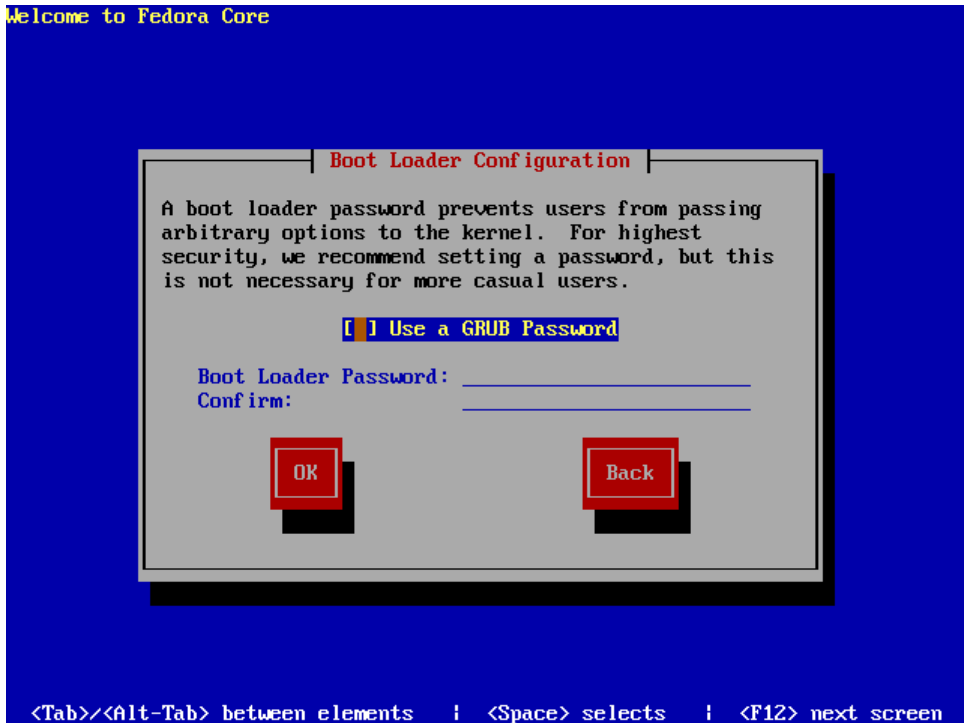 Welcome to Fedora Core
Boot Loader Configuration
A boot loader password prevents users from passing
arbitrary options to the kernel.  For highest
security, we recommend setting a password, but this
is not necessary for more casual users.
[ ] Use a GRUB Password
Boot Loader Password:
Confirm:
OK Back
<Tab>/<Alt-Tab> between elements   |  <Space> selects   |  <F12> next screen